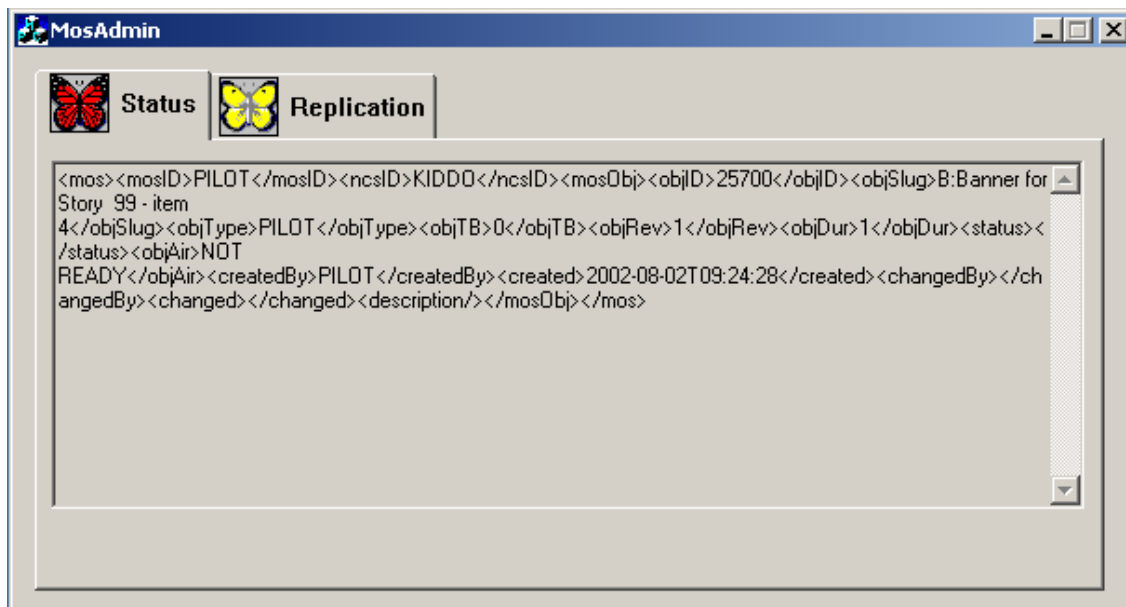 MosAdmin
Status
Replication
<mos><mosID>PILOT</mosID><ncsID>KIDDO</ncsID><mosObj><objID>25700</objID><objSlug>B:Banner for
Story  99 - item
4</objSlug><objType>PILOT</objType><objTB>0</objTB><objRev>1</objRev><objDur>1</objDur><status><
/status><objAir>NOT
READY</objAir><createdBy>PILOT</createdBy><created>2002-08-02T09:24:28</created><changedBy></ch
angedBy><changed></changed><description/></mosObj></mos>